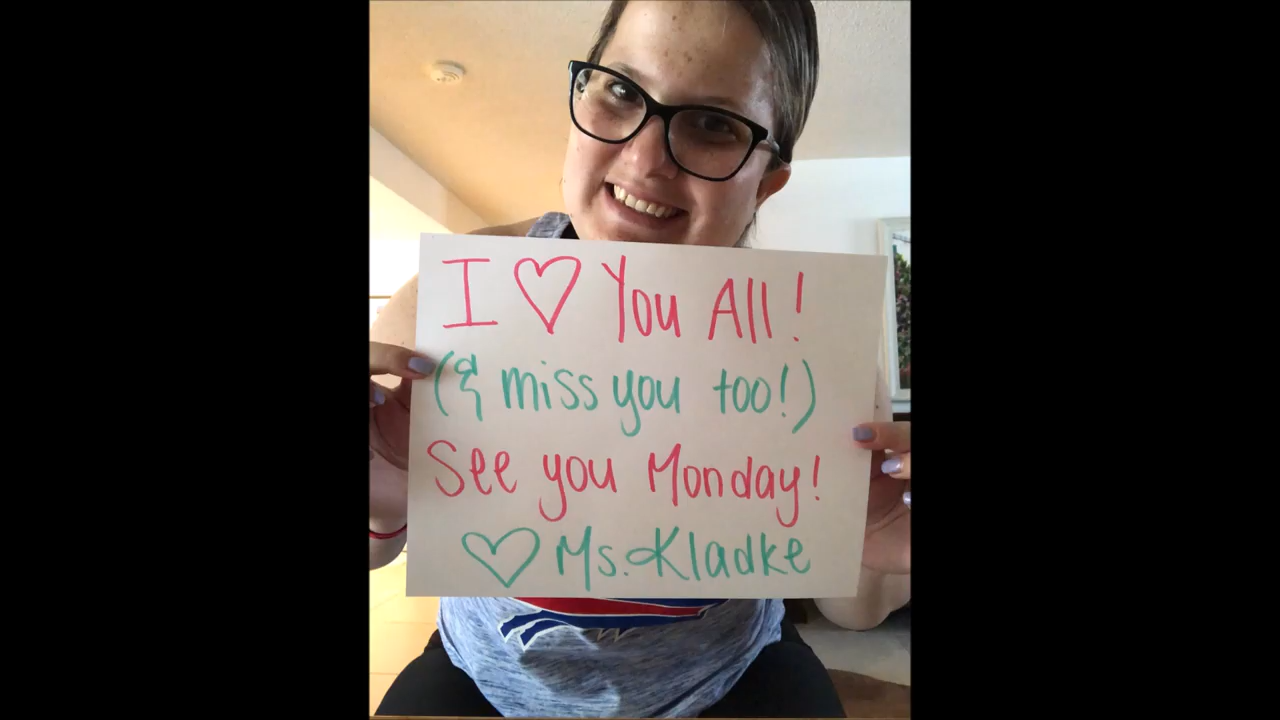 I ♡ You All!
(& miss you too!)
See you Monday!
♡ Ms. Kladke